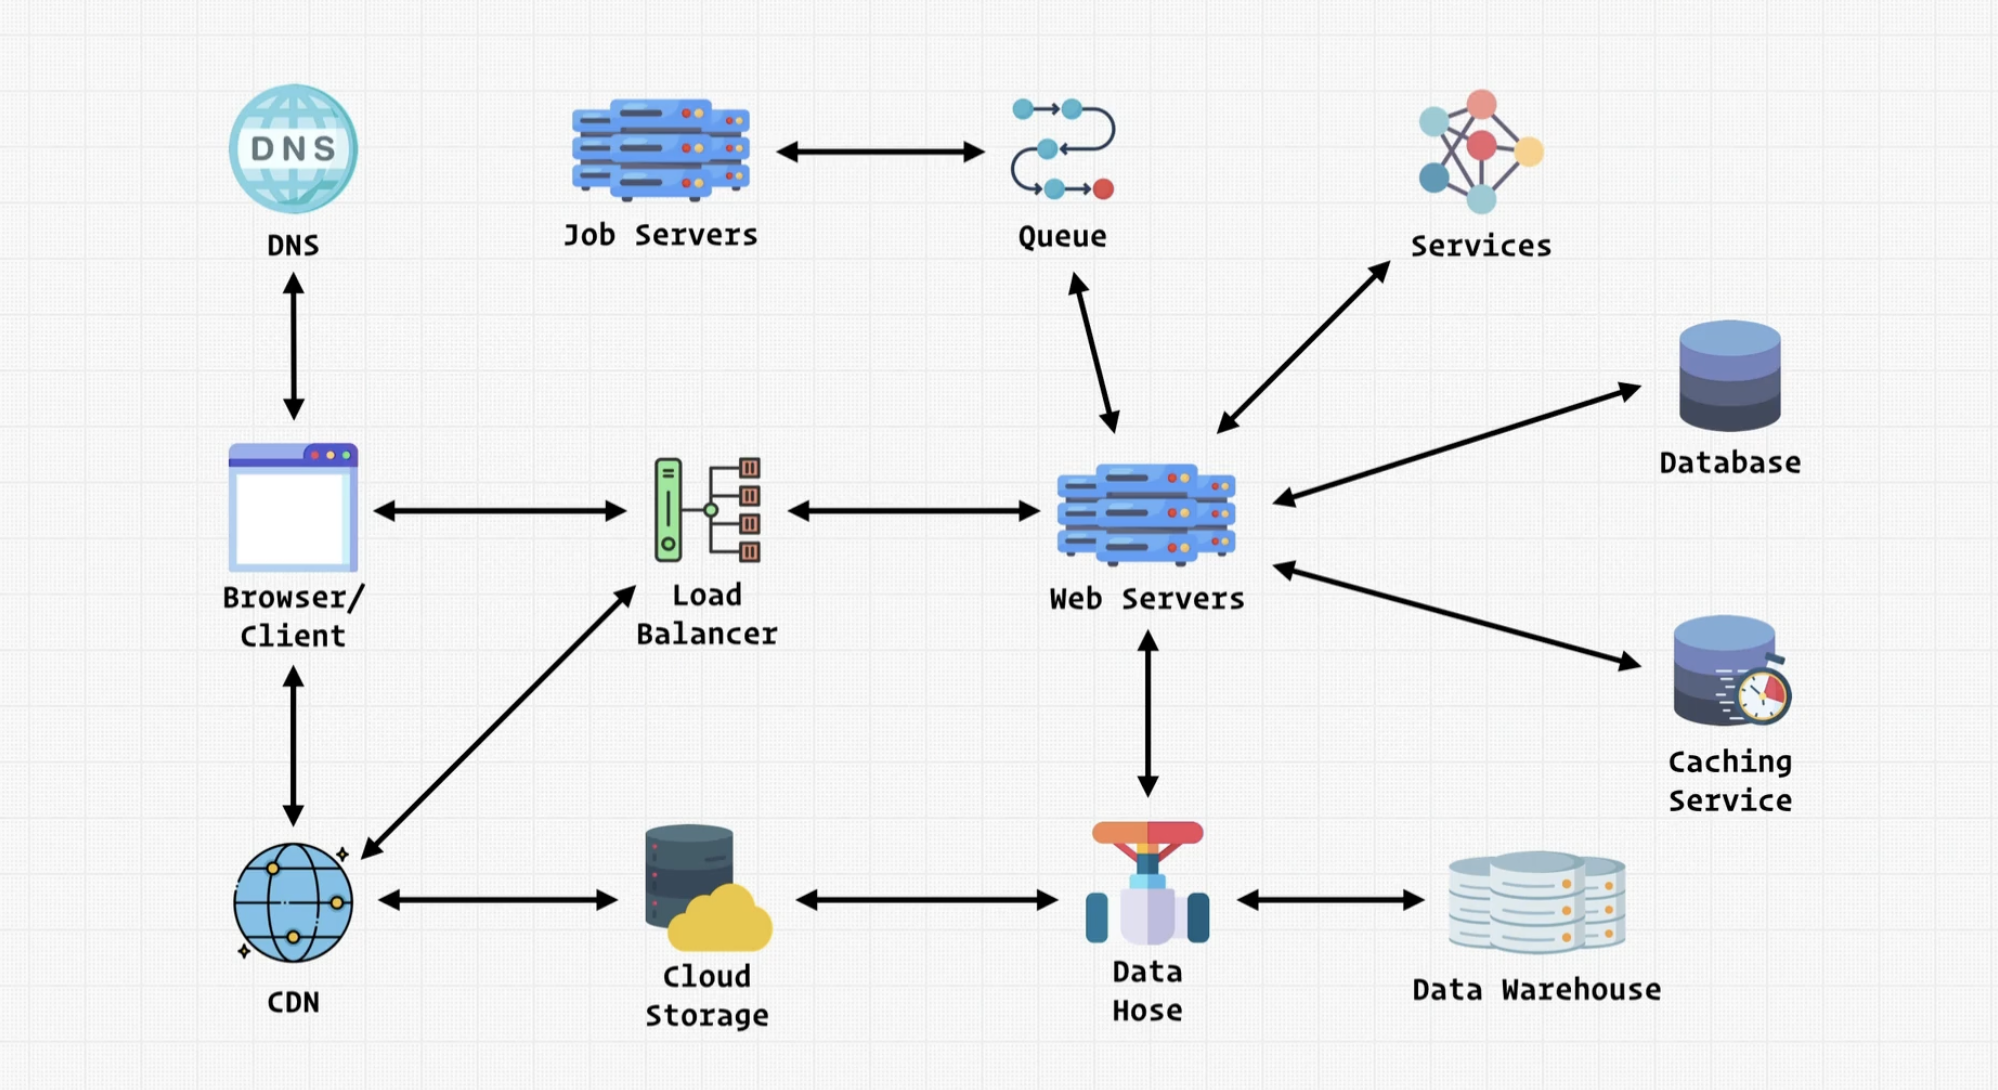 DNS
DNS
Job Servers
Queue
Services
Database
Browser/
Client
Load
Balancer
Web Servers
Caching
Service
CDN
Cloud
Storage
Data
Hose
Data Warehouse